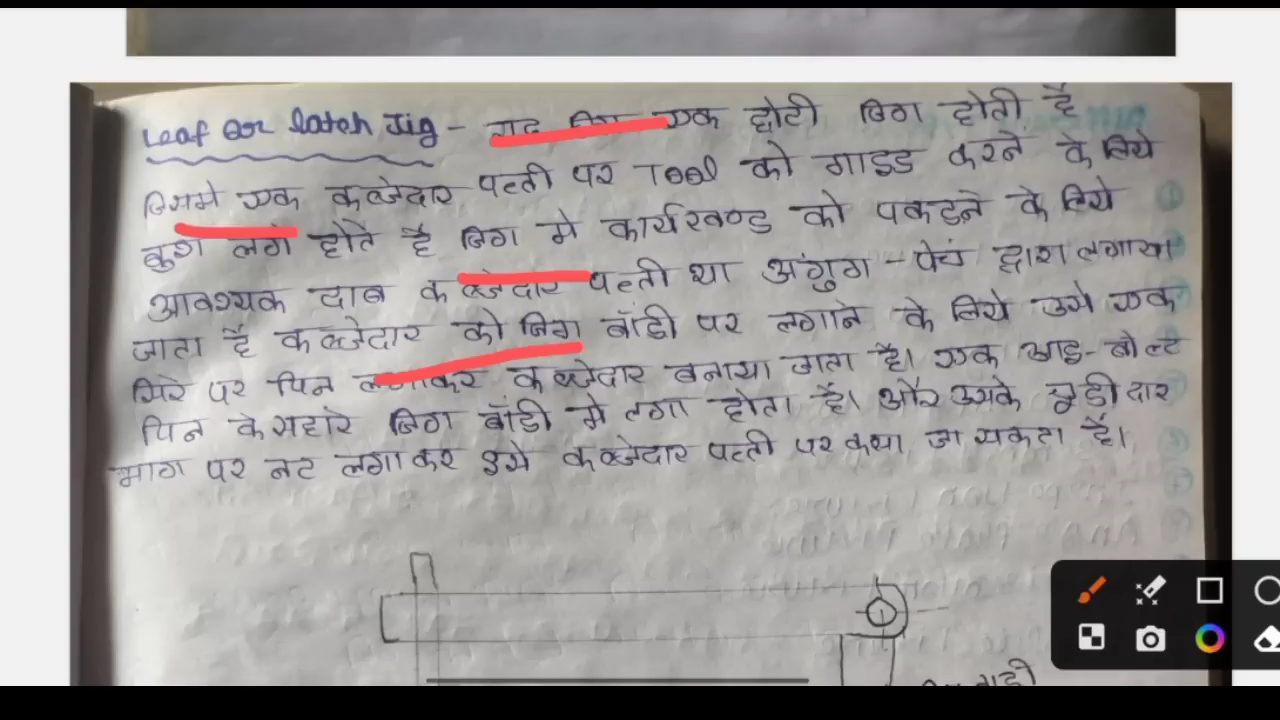 Leaf or latch Jig - यह जिग एक छोटी जिग होती है
जिसमे एक कब्जेदार पत्ती पर Tool को गाइड करने के लिये
बुश लगे होते है जिग मे कार्यखण्ड को पकडने के लिये
आवश्यक दाब कब्जेदार पत्ती या अंगुठा-पेचं द्वारा लगाया
जाता है कब्जेदार को जिग बॉडी पर लगाने के लिये उसे एक
सिरे पर पिन लगाकर कब्जेदार बनाया जाता है। एक आइ-बोल्ट
पिन के सहारे जिग बॉडी मे लगा होता है। और उसके चुडीदार
भाग पर नट लगाकर इसे कब्जेदार पत्ती पर कसा जा सकता है।